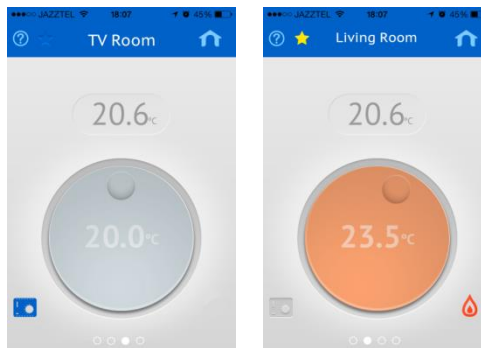 JAZZTEL 18:07 45%
? TV Room
20.6°C
20.0°C
JAZZTEL 18:07 45%
? Living Room
20.6°C
23.5°C